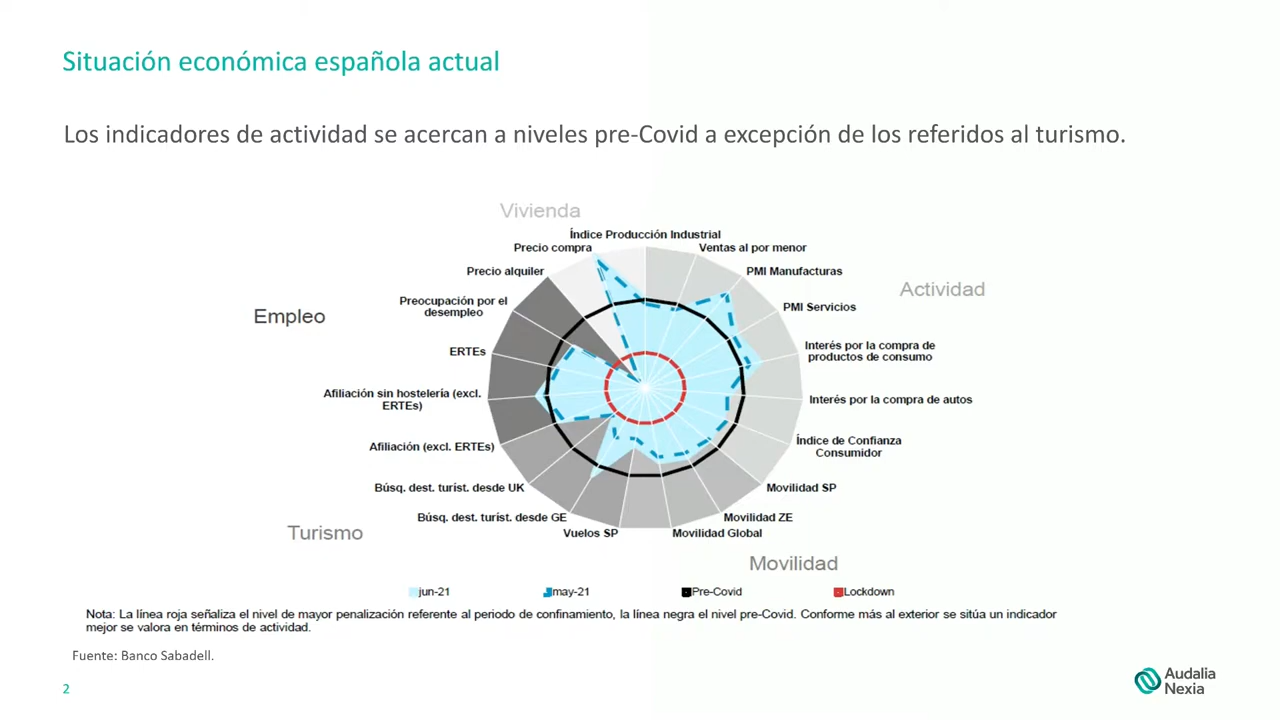 Situación económica española actual
Los indicadores de actividad se acercan a niveles pre-Covid a excepción de los referidos al turismo.
Vivienda
Índice Producción Industrial
Precio compra
Ventas al por menor
Precio alquiler
PMI Manufacturas
Actividad
Preocupación por el
desempleo
PMI Servicios
Empleo
ERTEs
Interés por la compra de
productos de consumo
Afiliación sin hostelería (excl.
ERTEs)
Interés por la compra de autos
Afiliación (excl. ERTEs)
Índice de Confianza
Consumidor
Búsq. dest. turíst. desde UK
Movilidad SP
Búsq. dest. turíst. desde GE
Movilidad ZE
Turismo
Vuelos SP
Movilidad Global
Movilidad
jun-21
may-21
Pre-Covid
Lockdown
Nota: La línea roja señaliza el nivel de mayor penalización referente al periodo de confinamiento, la línea negra el nivel pre-Covid. Conforme más al exterior se sitúa un indicador
mejor se valora en términos de actividad.
Fuente: Banco Sabadell.
2
Audalia
Nexia